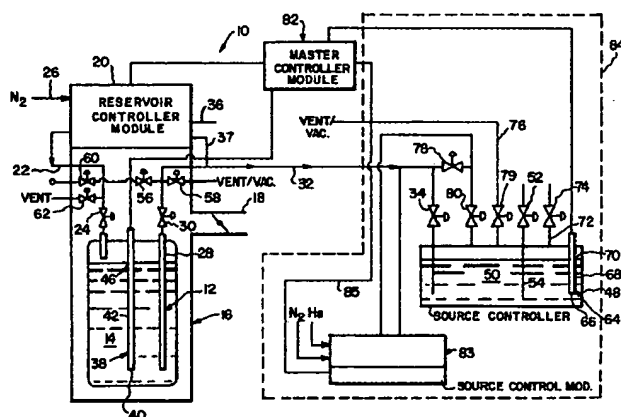 10
82
84
20
MASTER
CONTROLLER
MODULE
26
N2
RESERVOIR
CONTROLLER
MODULE
36
37
VENT/
VAC.
76
22
60
56
58
VENT/VAC.
32
78
VENT
62
24
30
18
34
80
79
52
74
72
28
46
12
16
42
14
38
40
50
54
70
68
48
64
66
SOURCE CONTROLLER
85
N2 He
83
SOURCE CONTROL MOD.